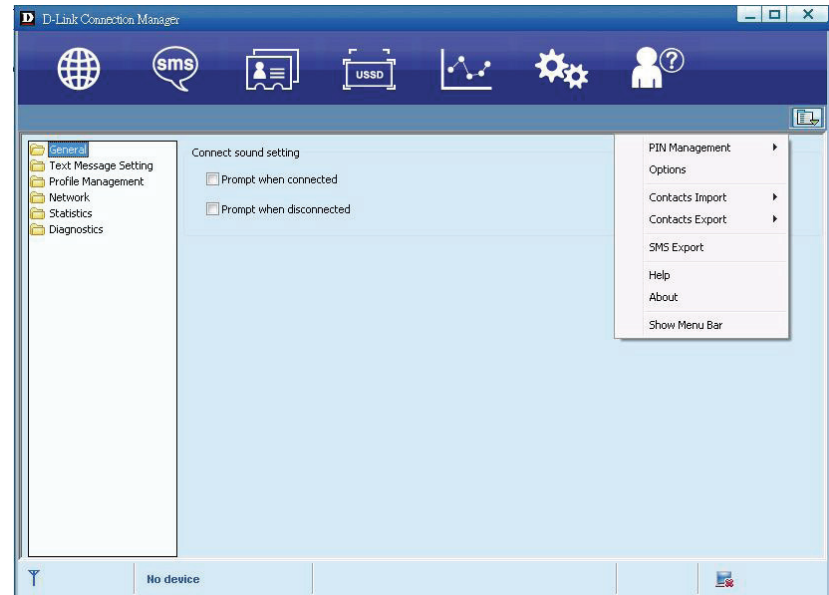 D-Link Connection Manager
sms
USSD
?
General
Text Message Setting
Profile Management
Network
Statistics
Diagnostics
Connect sound setting
Prompt when connected
Prompt when disconnected
PIN Management
Options
Contacts Import
Contacts Export
SMS Export
Help
About
Show Menu Bar
No device